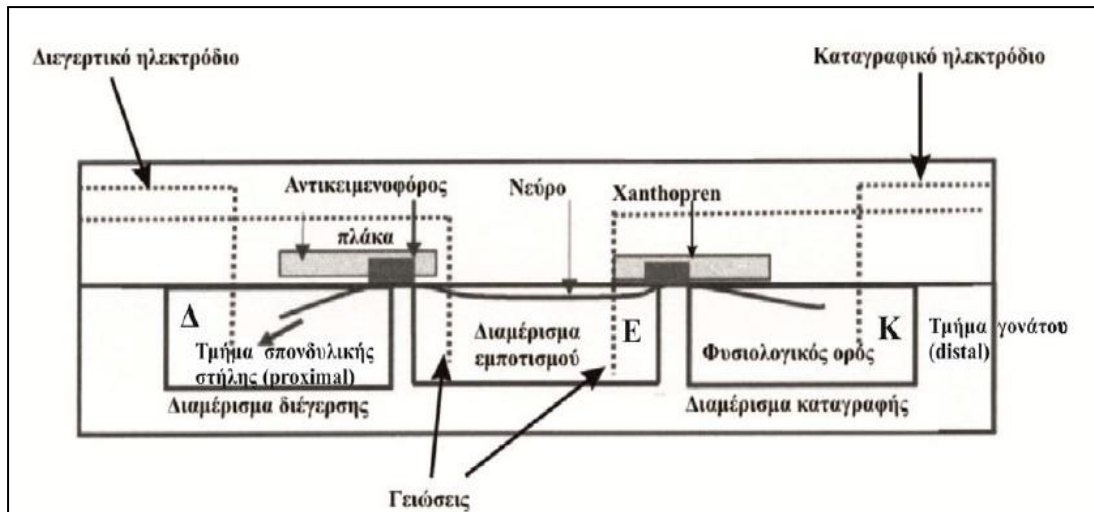 Διεγερτικό ηλεκτρόδιο
Καταγραφικό ηλεκτρόδιο
Αντικειμενοφόρος
πλάκα
Νεύρο
Xanthopren
Δ
Τμήμα σπονδυλικής
στήλης (proximal)
Διαμέρισμα διέγερσης
Διαμέρισμα
εμποτισμού
Ε
Φυσιολογικός ορός
Κ
Τμήμα γονάτου
(distal)
Διαμέρισμα καταγραφής
Γειώσεις